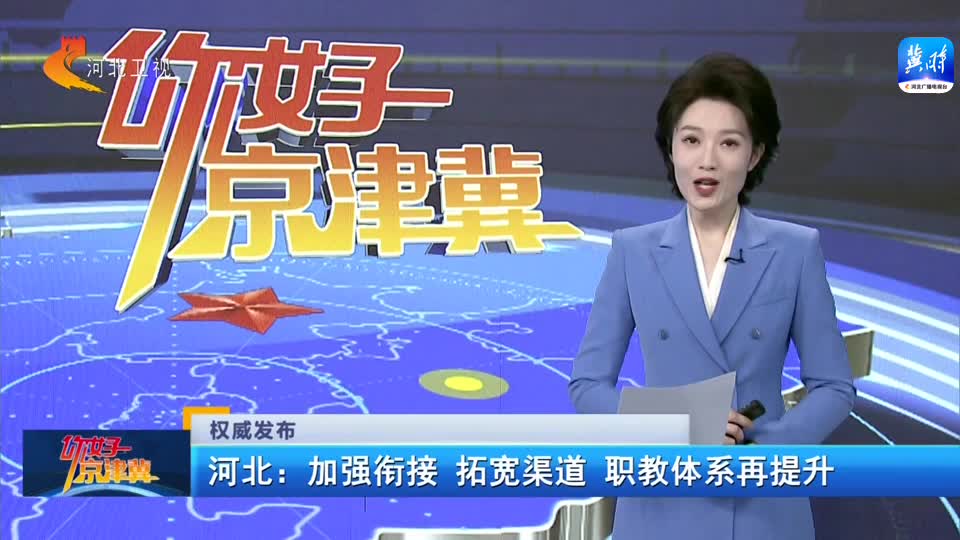 河北卫视
你好
京津冀
冀时
河北广播电视台
权威发布
你好
京津冀
河北：加强衔接 拓宽渠道 职教体系再提升